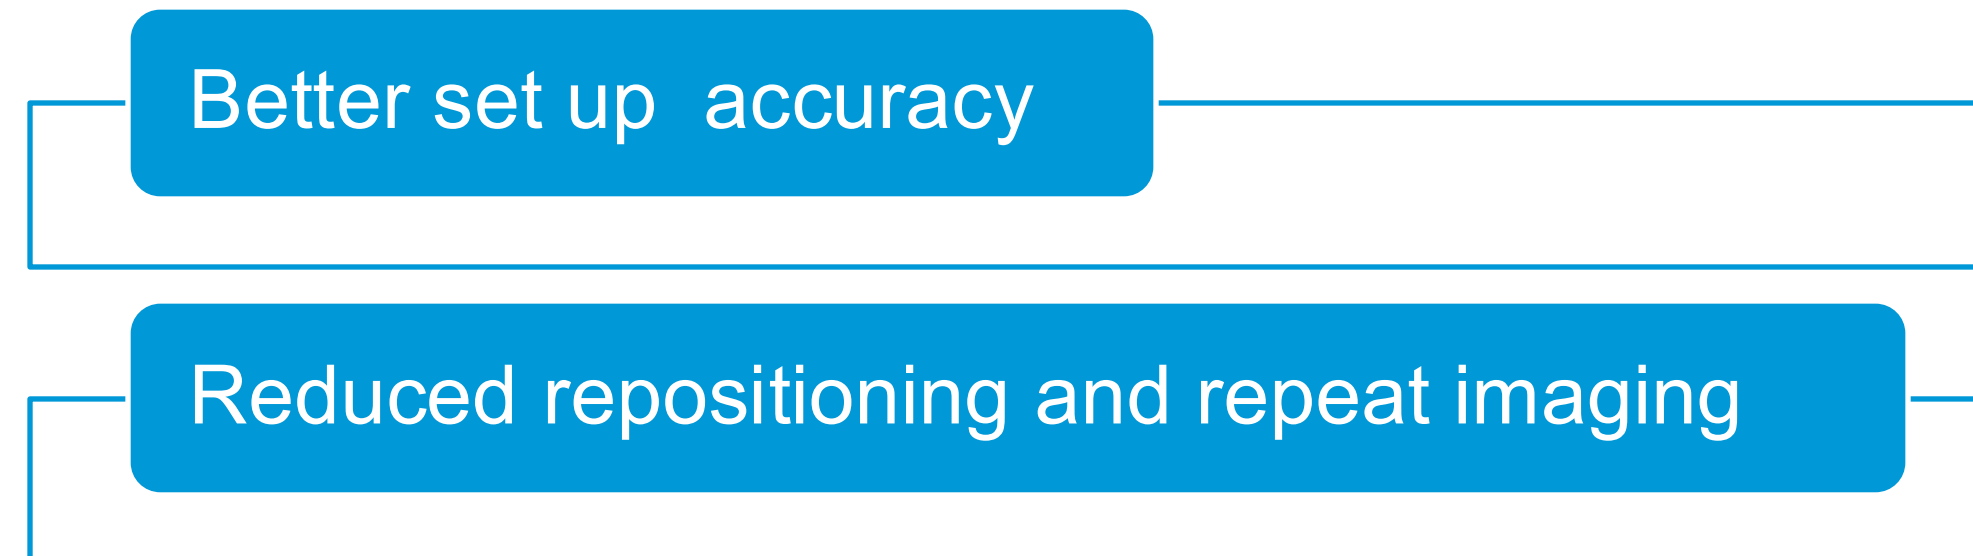 Better set up  accuracy
Reduced repositioning and repeat imaging